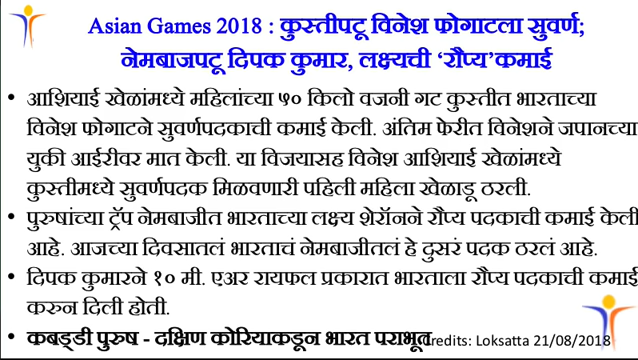 Asian Games 2018 : कुस्तीपटू विनेश फोगाटला सुवर्ण;
नेमबाजपटू दिपक कुमार, लक्ष्यची ‘रौप्य’कमाई
• आशियाई खेळांमध्ये महिलांच्या ५० किलो वजनी गट कुस्तीत भारताच्या
विनेश फोगाटने सुवर्णपदकाची कमाई केली. अंतिम फेरीत विनेशने जपानच्या
युकी आईरीवर मात केली. या विजयासह विनेश आशियाई खेळांमध्ये
कुस्तीमध्ये सुवर्णपदक मिळवणारी पहिली महिला खेळाडू ठरली.
• पुरुषांच्या ट्रॅप नेमबाजीत भारताच्या लक्ष्य शेरॉनने रौप्य पदकाची कमाई केली
आहे. आजच्या दिवसातलं भारताचं नेमबाजीतलं हे दुसरं पदक ठरलं आहे.
• दिपक कुमारने १० मी. एअर रायफल प्रकारात भारताला रौप्य पदकाची कमाई
करुन दिली होती.
• कबड्डी पुरुष - दक्षिण कोरियाकडून भारत पराभूत
Credits: Loksatta 21/08/2018